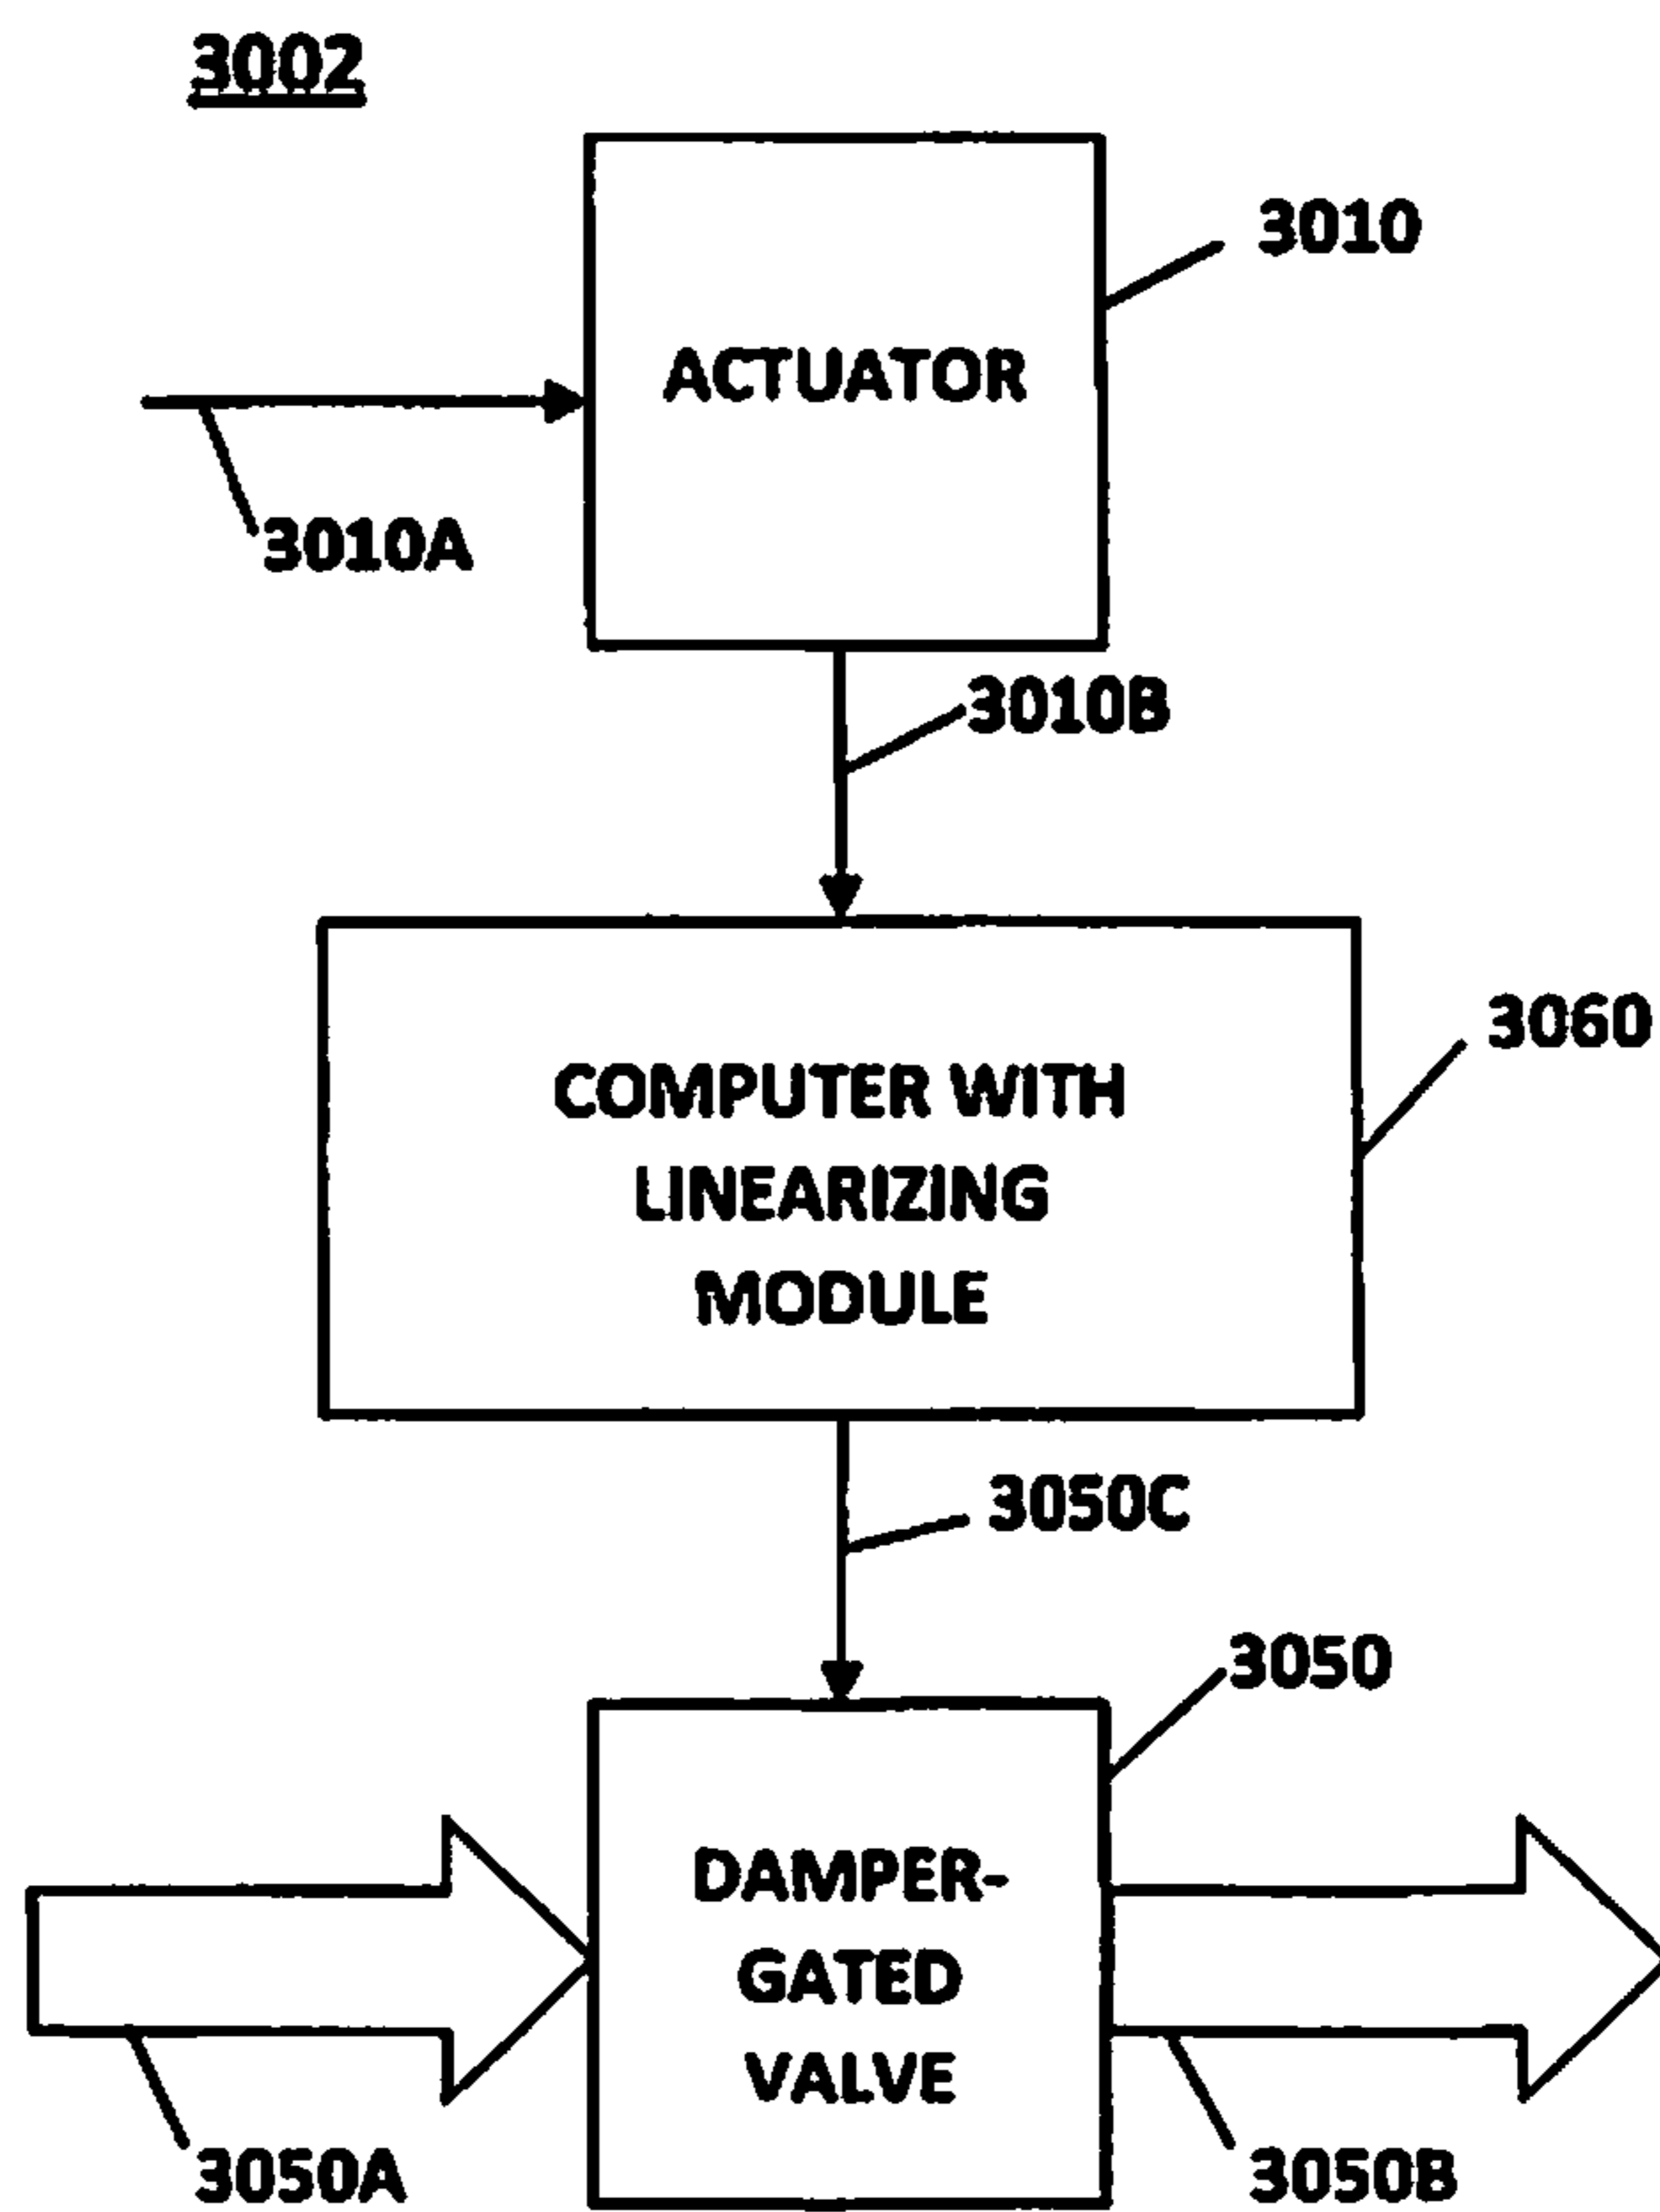 3002
3010
ACTUATOR
3010A
3010B
3060
COMPUTER WITH
LINEARIZING
MODULE
3050C
3050
DAMPER-
GATED
VALVE
3050A
3050B